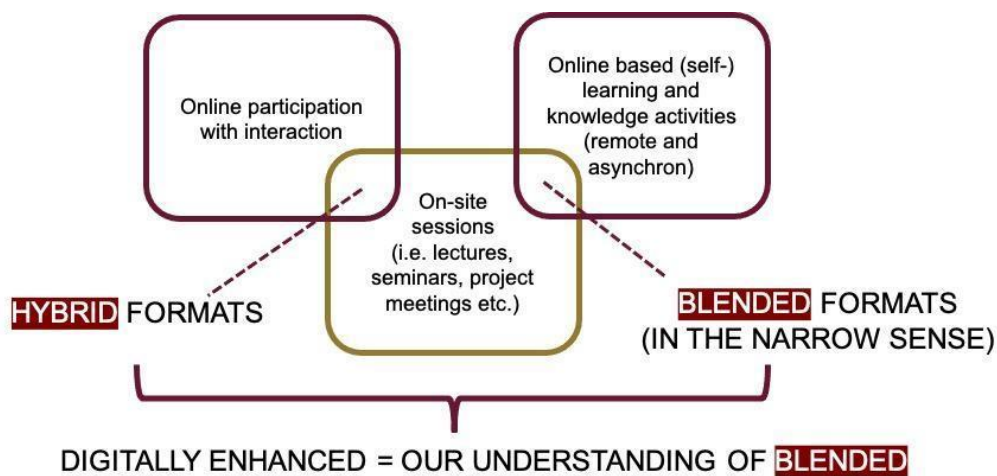 Online participation
with interaction
Online based (self-)
learning and
knowledge activities
(remote and
asynchron)
On-site
sessions
(i.e. lectures,
seminars, project
meetings etc.)
HYBRID FORMATS
BLENDED FORMATS
(IN THE NARROW SENSE)
DIGITALLY ENHANCED = OUR UNDERSTANDING OF BLENDED